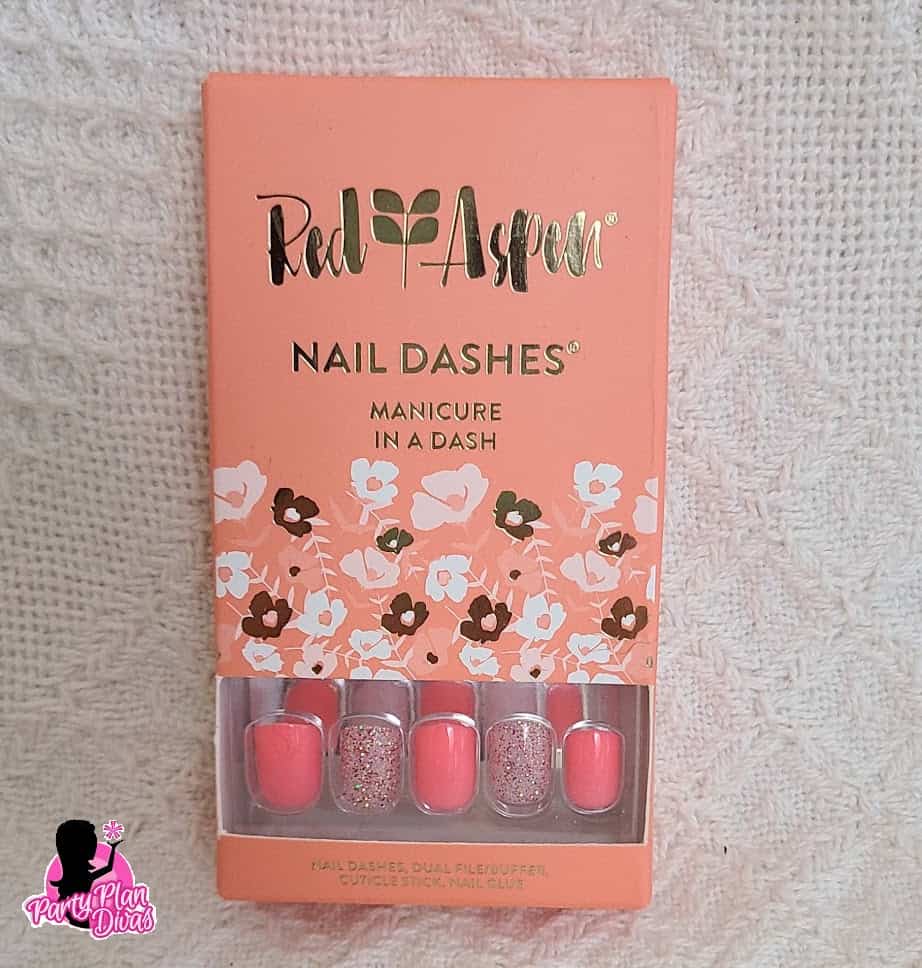 Red Aspen®
NAIL DASHES®
MANICURE
IN A DASH
NAIL DASHES, DUAL FILE/BUFFER,
CUTICLE STICK, NAIL GLUE
Party Plan
Divas